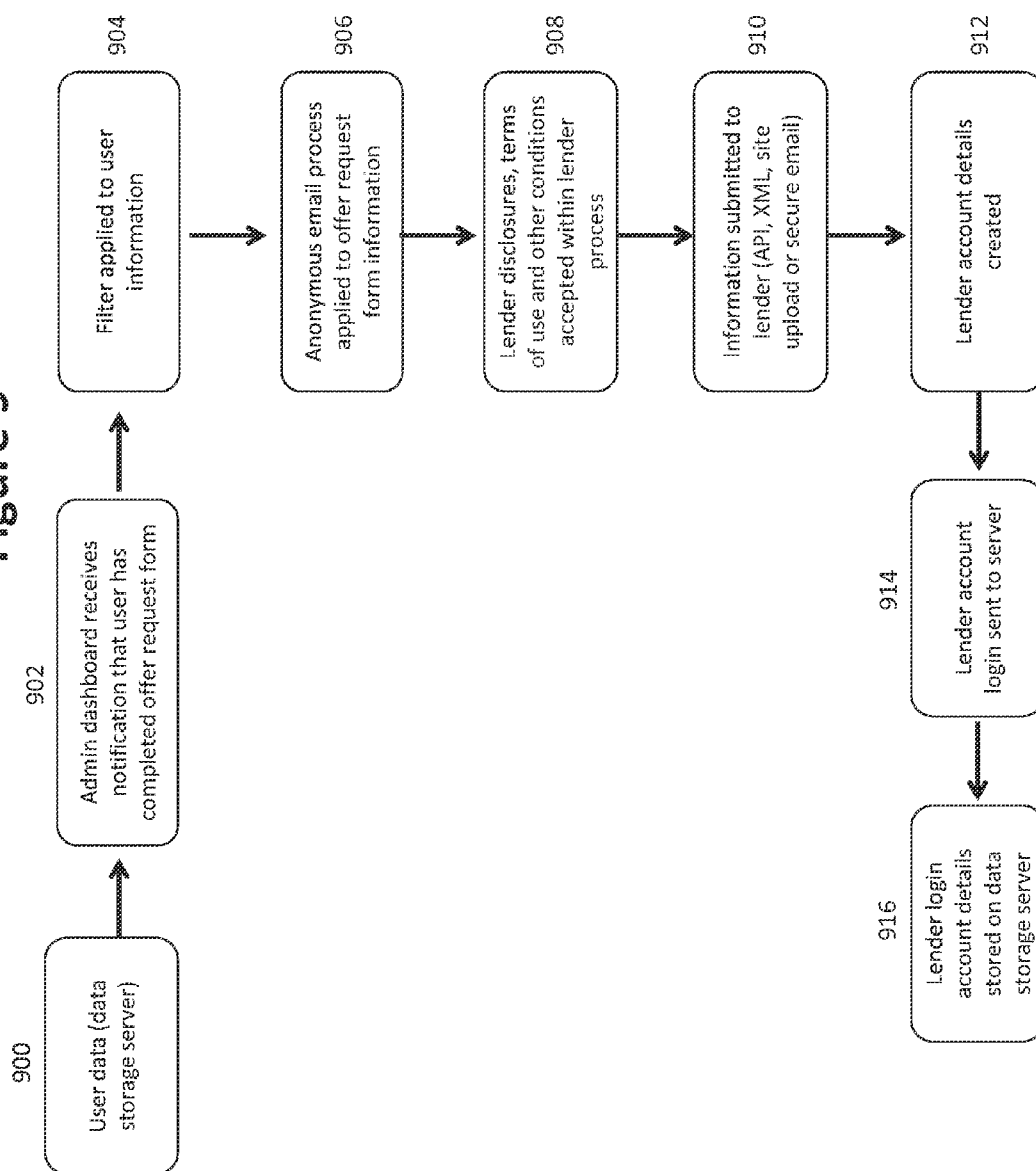 Figure 9
900
User data (data
storage server)
902
Admin dashboard receives
notification that user has
completed offer request form
Filter applied to user
information
904
Anonymous email process
applied to offer request
form information
906
Lender disclosures, terms
of use and other conditions
accepted within lender
process
908
Information submitted to
lender (API, XML, site
upload or secure email)
910
Lender account details
created
912
914
Lender account
login sent to server
916
Lender login
account details
stored on data
storage server